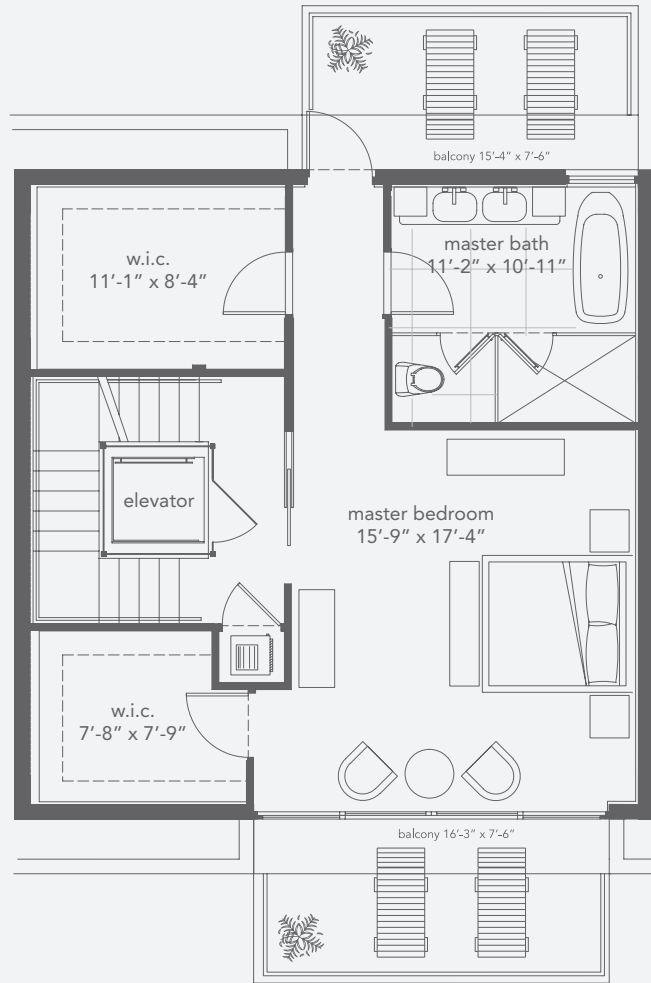 balcony 15’-4” x 7’-6”
w.i.c.
11’-1” x 8’-4”
master bath
11’-2” x 10’-11”
elevator
master bedroom
15’-9” x 17’-4”
w.i.c.
7’-8” x 7’-9”
balcony 16’-3” x 7’-6”